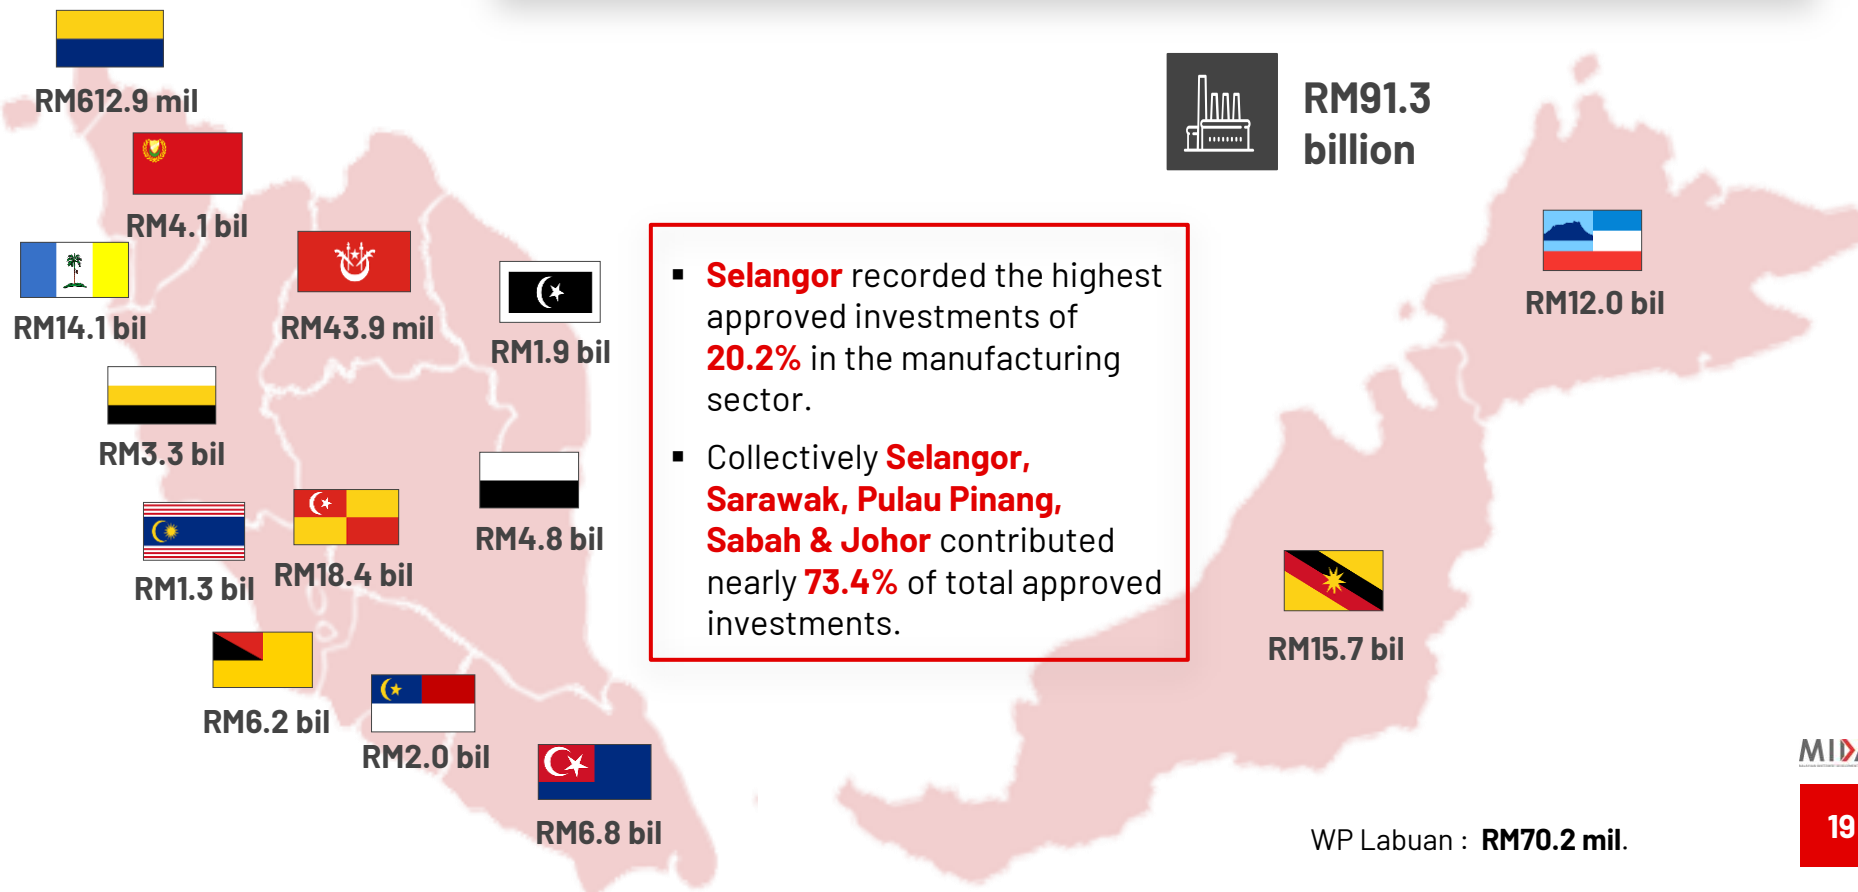 RM612.9 mil
RM4.1 bil
RM14.1 bil
RM43.9 mil
RM1.9 bil
RM3.3 bil
RM4.8 bil
RM1.3 bil
RM18.4 bil
RM6.2 bil
RM2.0 bil
RM6.8 bil
▪ Selangor recorded the highest
approved investments of
20.2% in the manufacturing
sector.
▪ Collectively Selangor,
Sarawak, Pulau Pinang,
Sabah & Johor contributed
nearly 73.4% of total approved
investments.
RM91.3
billion
RM12.0 bil
RM15.7 bil
WP Labuan : RM70.2 mil.
MIDA
19